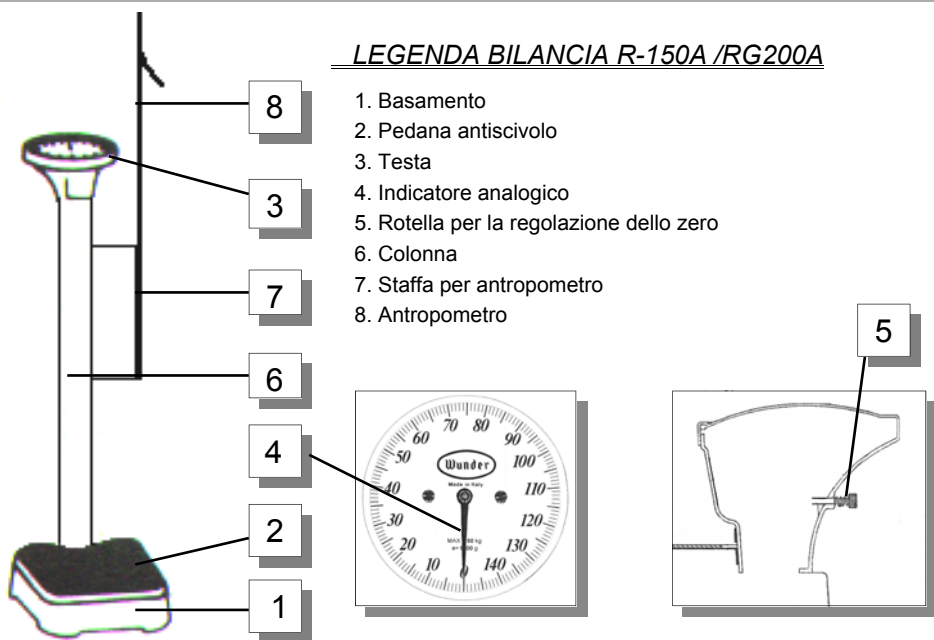 LEGENDA BILANCIA R-150A /RG200A
1. Basamento
2. Pedana antiscivolo
3. Testa
4. Indicatore analogico
5. Rotella per la regolazione dello zero
6. Colonna
7. Staffa per antropometro
8. Antropometro
8
3
7
6
4
2
1
5
70 80
60 90
50 100
Wunder
Made in Italy
40 110
30 120
20 130
10 0 140
MAX kg
g